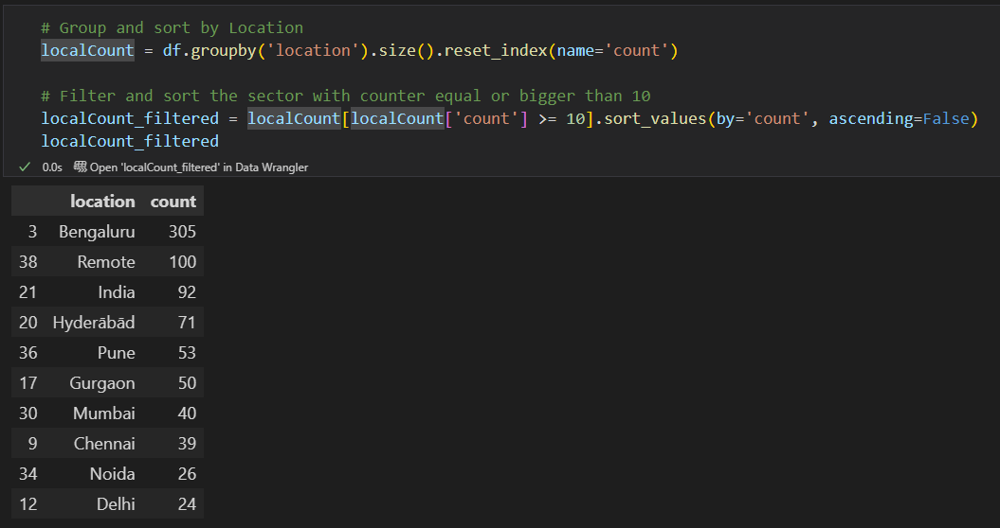 # Group and sort by Location
localCount = df.groupby('location').size().reset_index(name='count')
# Filter and sort the sector with counter equal or bigger than 10
localCount_filtered = localCount[localCount['count'] >= 10].sort_values(by='count', ascending=False)
localCount_filtered
0.0s Open 'localCount_filtered' in Data Wrangler
location count
3 Bengaluru 305
38 Remote 100
21 India 92
20 Hyderābād 71
36 Pune 53
17 Gurgaon 50
30 Mumbai 40
9 Chennai 39
34 Noida 26
12 Delhi 24